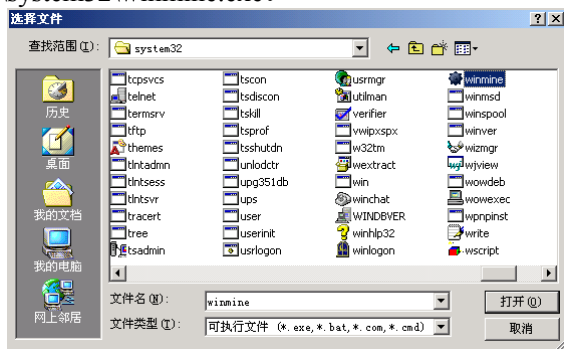 system32\winmine.exe.
选择文件
查找范围(I): system32
tcpsvcs tscon usrmgr winmine
telnet tsdiscon utilman winmsd
termsrv tskill verifier winspool
tftp tsprof vwipxspx winver
themes tsshutdn w32tm wizmgr
tlntadmn unlodctr wextract wjview
tlntsess upg351db win wowdeb
tlntsvr ups winchat wowexec
tracert user WINDBVER wpnpinst
tree userinit winhlp32 write
tsadmin usrlogon winlogon wscript
历史
桌面
我的文档
我的电脑
网上邻居
文件名(N): winmine 打开(O)
文件类型(T): 可执行文件 (*.exe,*.bat,*.com,*.cmd) 取消